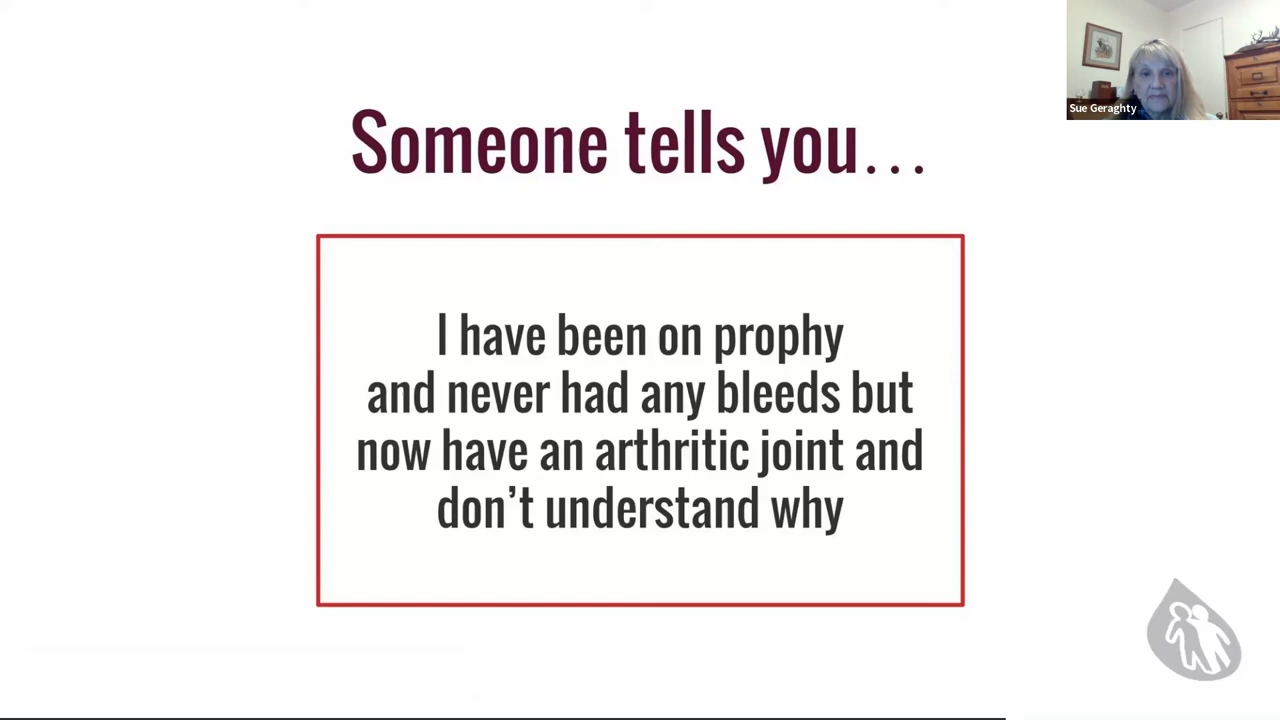 Sue Geraghty
Someone tells you...
I have been on prophy
and never had any bleeds but
now have an arthritic joint and
don't understand why